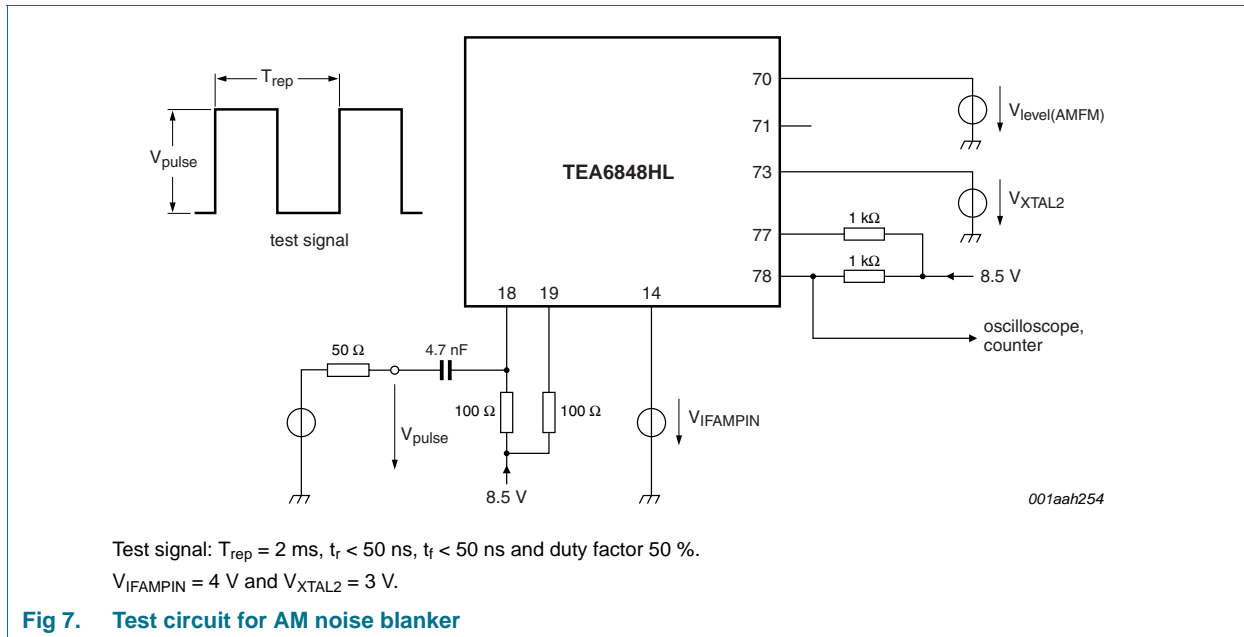 T_rep
V_pulse
test signal
TEA6848HL
70
71
73
77
78
V_level(AMFM)
V_XTAL2
1 kΩ
1 kΩ
8.5 V
oscilloscope,
counter
18 19 14
50 Ω
4.7 nF
100 Ω
100 Ω
V_pulse
V_IFAMPIN
8.5 V
001aah254
Test signal: T_rep = 2 ms, t_r < 50 ns, t_f < 50 ns and duty factor 50 %.
V_IFAMPIN = 4 V and V_XTAL2 = 3 V.
Fig 7. Test circuit for AM noise blanker